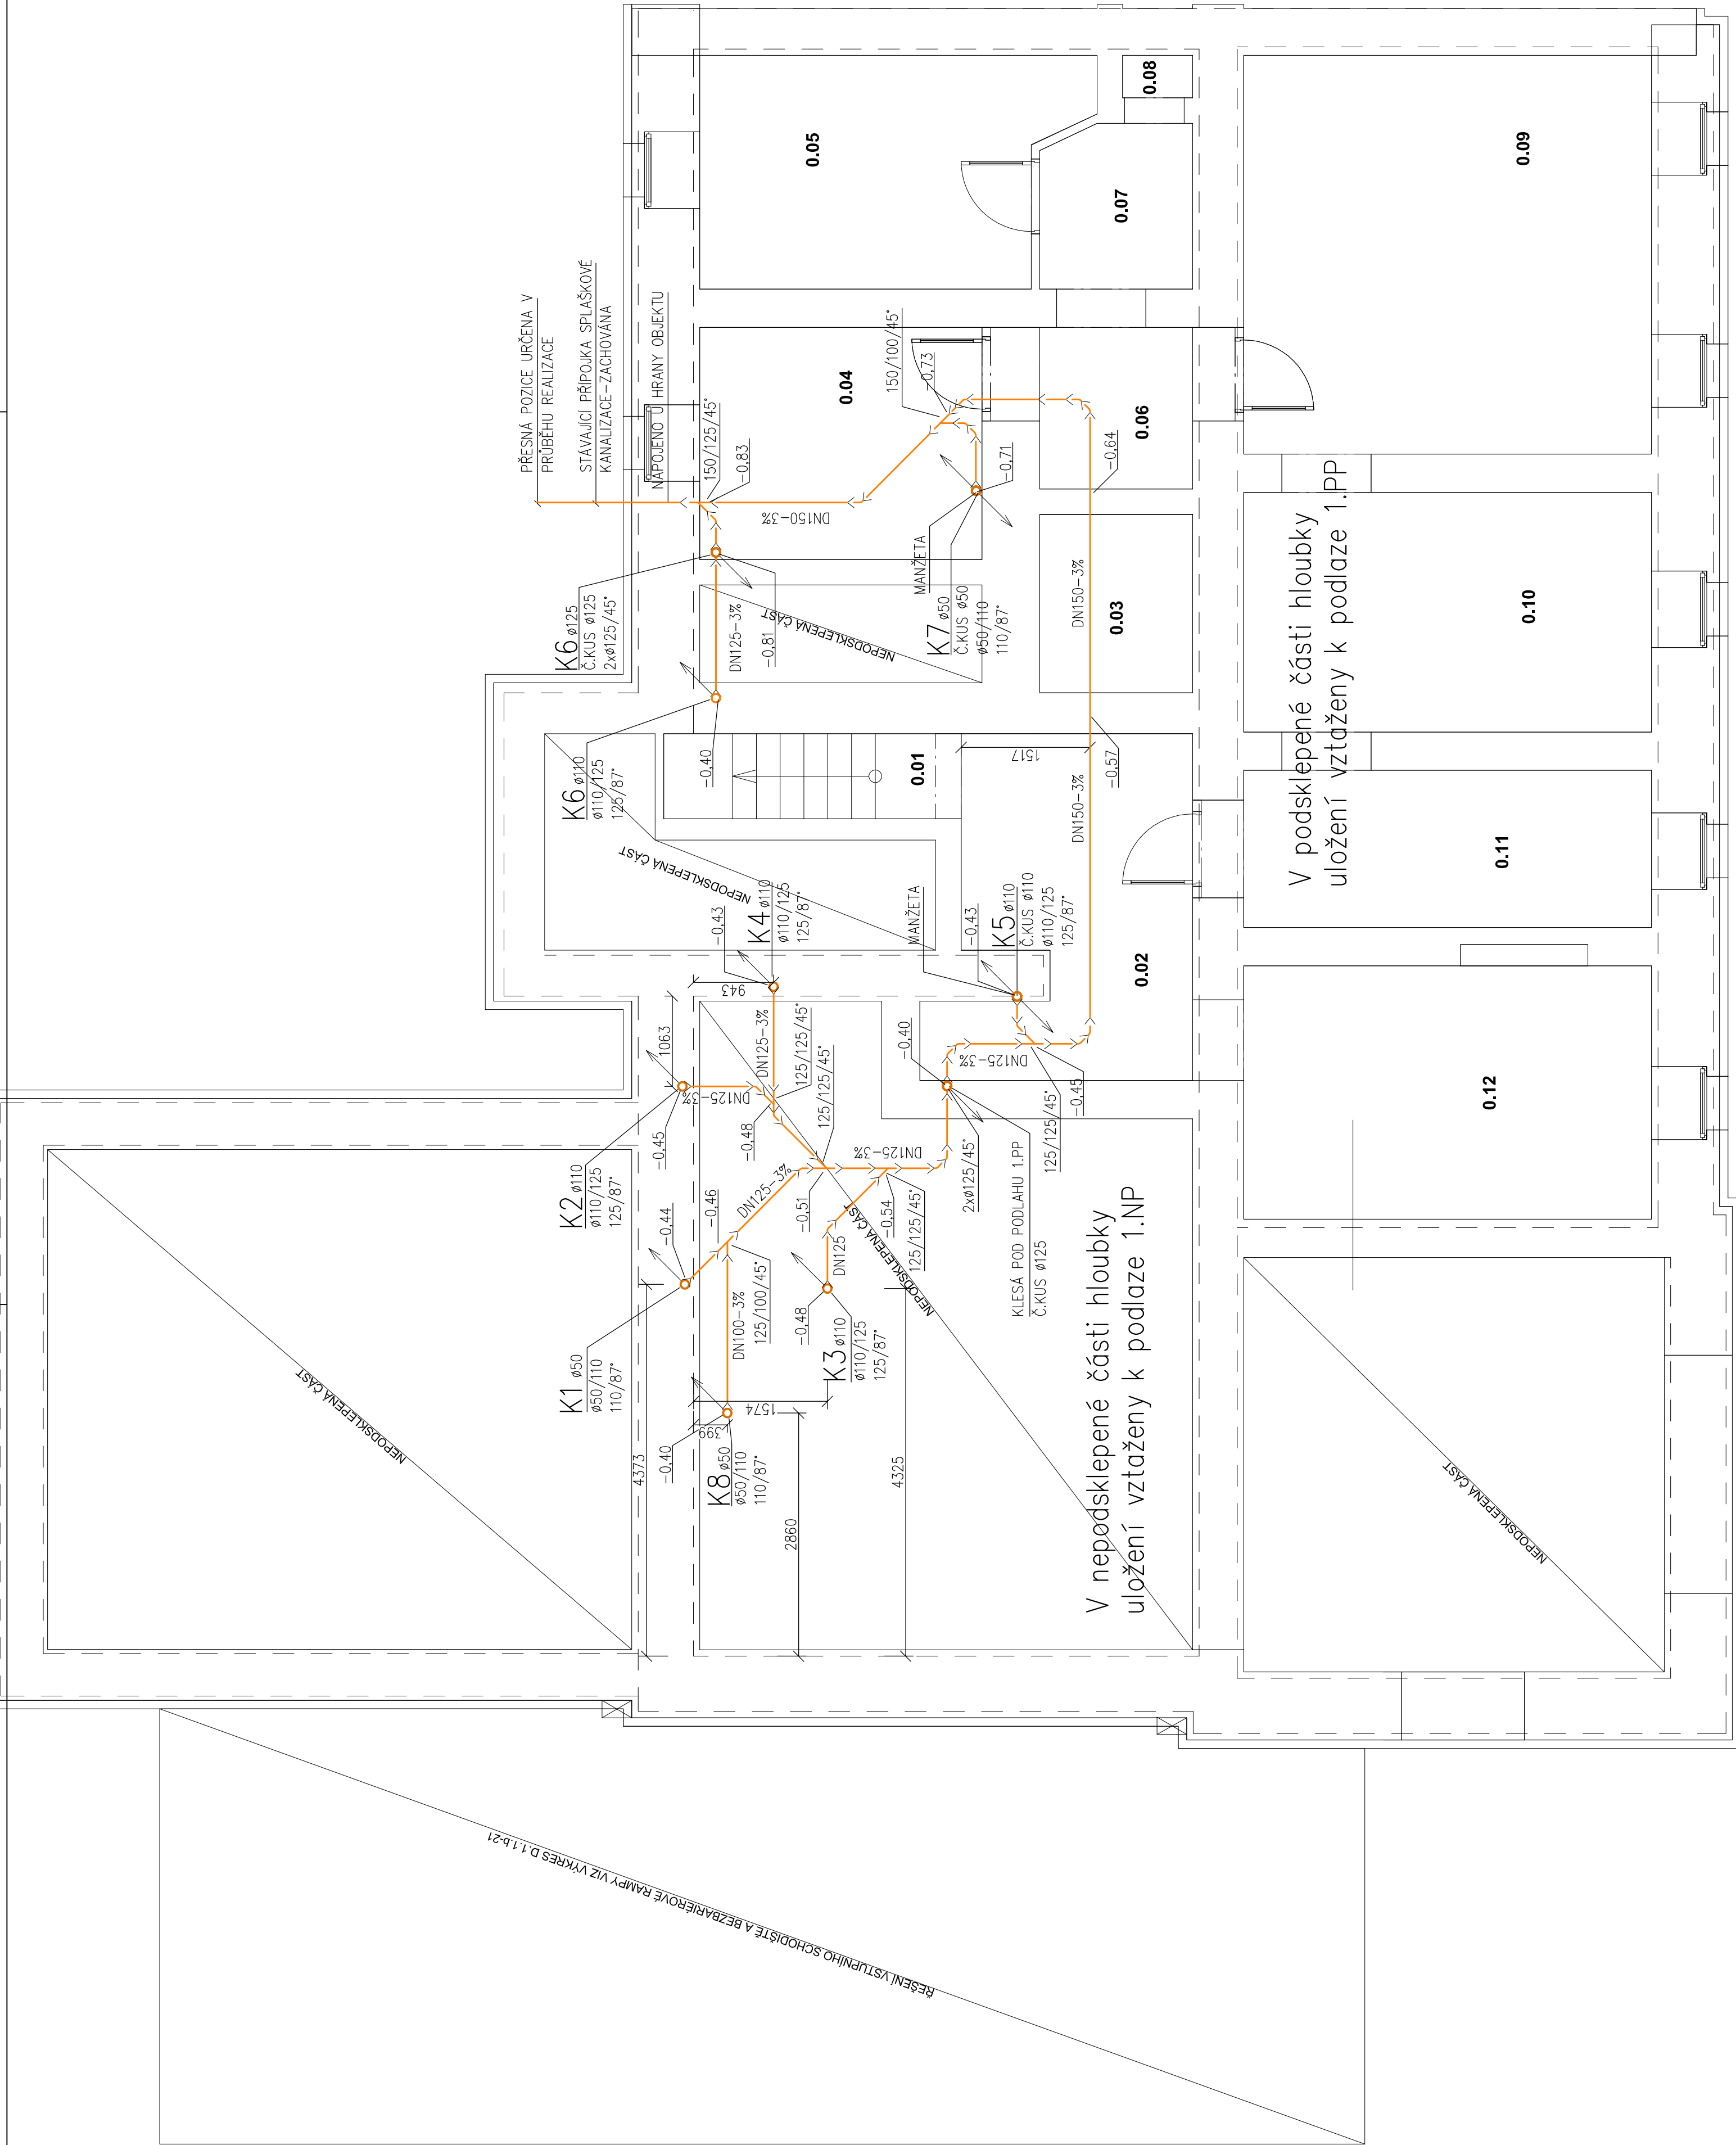 PŘESNÁ POZICE URČENA V
PRŮBĚHU REALIZACE
STÁVAJÍCÍ PŘÍPOJKA SPLAŠKOVÉ
KANALIZACE-ZACHOVÁNA
NAPOJENO U HRANY OBJEKTU
K6 ø125
Č.KUS ø125
2xø125/45°
150/125/45°
-0,83
DN150-3%
DN125-3%
-0,81
NEPODSKLEPENÁ ČÁST
K6 ø110
ø110/125
125/87°
-0,40
NEPODSKLEPENÁ ČÁST
0.01
0.02
0.03
0.04
0.05
0.06
0.07
0.08
0.09
0.10
0.11
0.12
150/100/45°
-0,73
-0,71
-0,64
MANŽETA
K7 ø50
Č.KUS ø50
ø50/110
110/87°
DN150-3%
1517
-0,57
DN150-3%
K4 ø110
ø110/125
125/87°
-0,43
943
1063
MANŽETA
-0,43
K5 ø110
Č.KUS ø110
ø110/125
125/87°
K2 ø110
ø110/125
125/87°
-0,45
DN125-3%
DN125-3%
125/125/45°
-0,48
125/125/45°
-0,40
DN125-3%
-0,45
125/125/45°
2xø125/45°
KLESÁ POD PODLAHU 1.PP
Č.KUS ø125
K1 ø50
ø50/110
110/87°
-0,44
-0,46
DN125-3%
-0,51
DN125-3%
-0,54
125/125/45°
DN100-3%
125/100/45°
DN125
-0,48
K3 ø110
ø110/125
125/87°
NEPODSKLEPENÁ ČÁST
4373
-0,40
399
1574
K8 ø50
ø50/110
110/87°
2860
4325
V nepodsklepené části hloubky
uložení vztaženy k podlaze 1.NP
V podsklepené části hloubky
uložení vztaženy k podlaze 1.PP
NEPODSKLEPENÁ ČÁST
NEPODSKLEPENÁ ČÁST
ŘEŠENÍ VSTUPNÍHO SCHODIŠTĚ A BEZBARIÉROVÉ RAMPY VIZ VÝKRES D.1.1.b-21